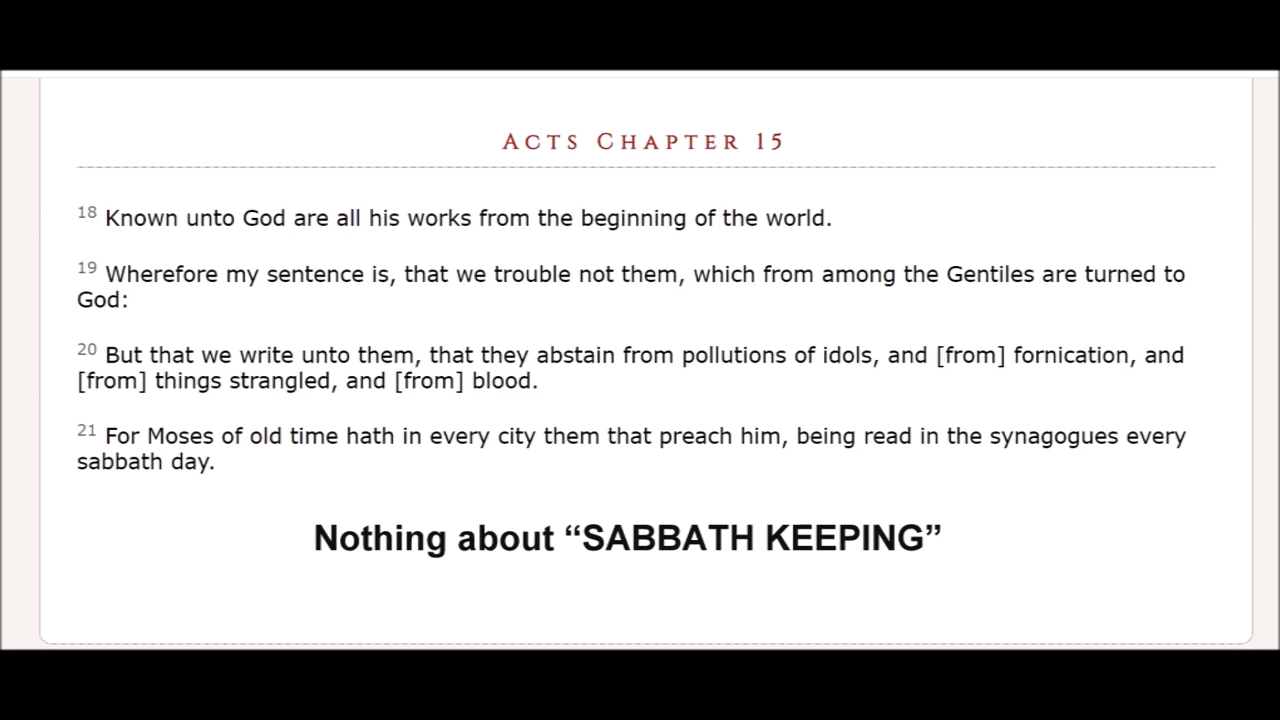 Acts Chapter 15
18 Known unto God are all his works from the beginning of the world.
19 Wherefore my sentence is, that we trouble not them, which from among the Gentiles are turned to
God:
20 But that we write unto them, that they abstain from pollutions of idols, and [from] fornication, and
[from] things strangled, and [from] blood.
21 For Moses of old time hath in every city them that preach him, being read in the synagogues every
sabbath day.
Nothing about “SABBATH KEEPING”